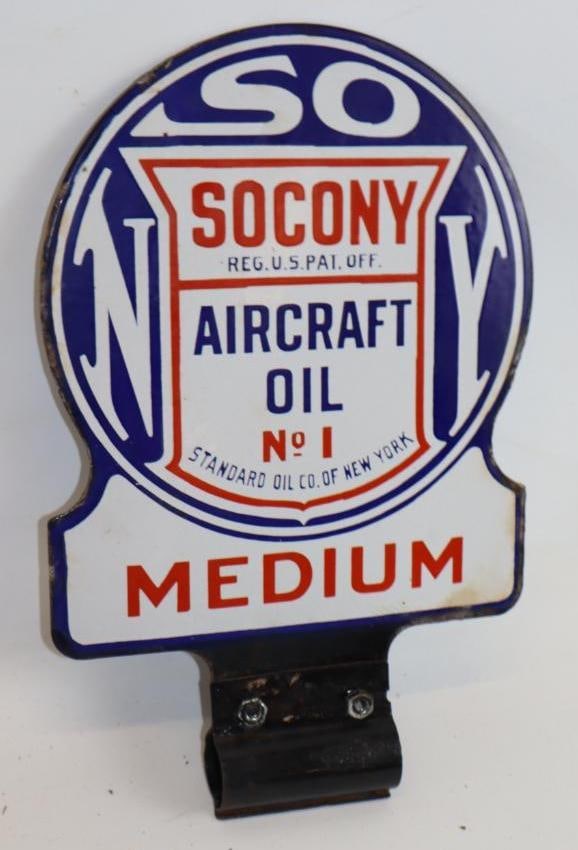 SO
N Y
SOCONY
REG. U.S. PAT. OFF.
AIRCRAFT
OIL
Nº 1
STANDARD OIL CO. OF NEW YORK
MEDIUM